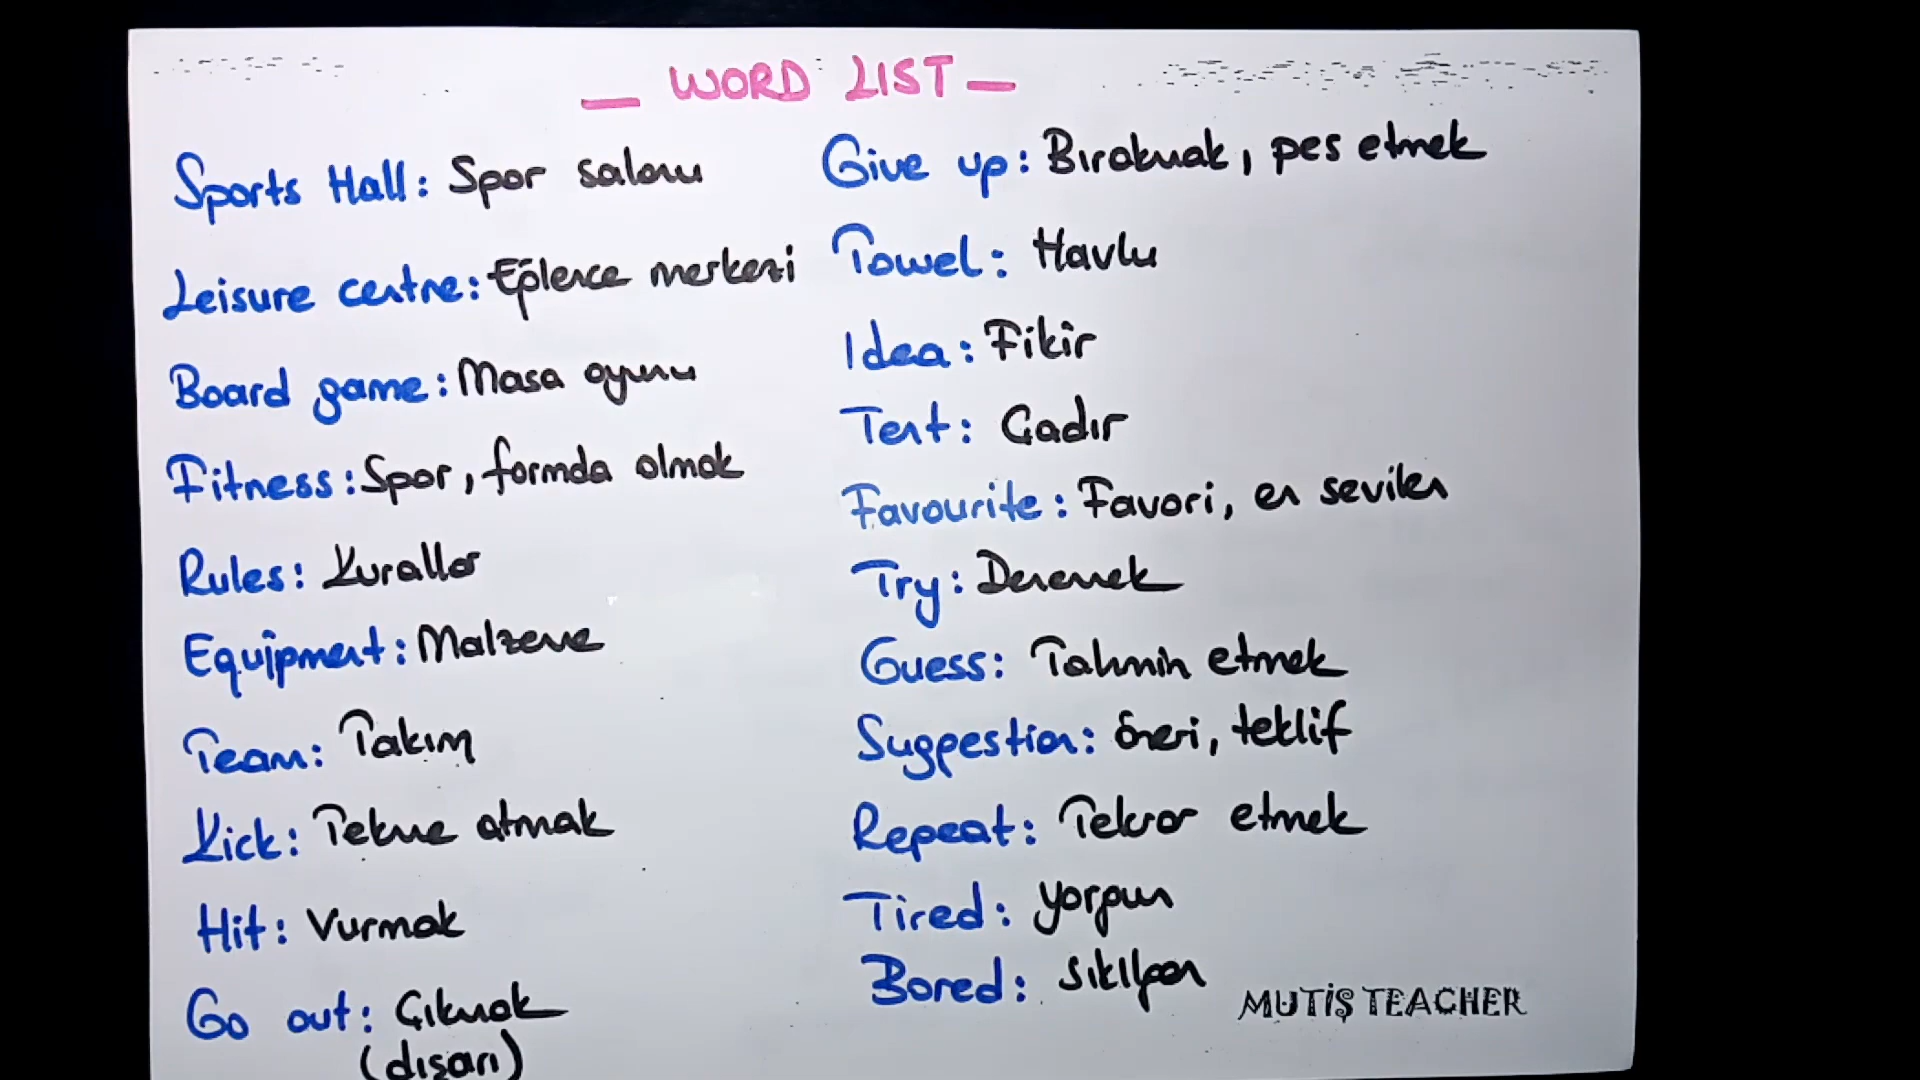 WORD LIST
Sports Hall: Spor salonu
Leisure centre: Eğlence merkezi
Board game: Masa oyunu
Fitness: Spor, formda olmak
Rules: Kurallar
Equipment: Malzeme
Team: Takım
Kick: Tekme atmak
Hit: Vurmak
Go out: Çıkmak
(dışarı)
Give up: Bırakmak, pes etmek
Towel: Havlu
Idea: Fikir
Tent: Çadır
Favourite: Favori, en sevilen
Try: Denemek
Guess: Tahmin etmek
Suggestion: öneri, teklif
Repeat: Tekrar etmek
Tired: Yorgun
Bored: Sıkılgan
MUTİŞ TEACHER